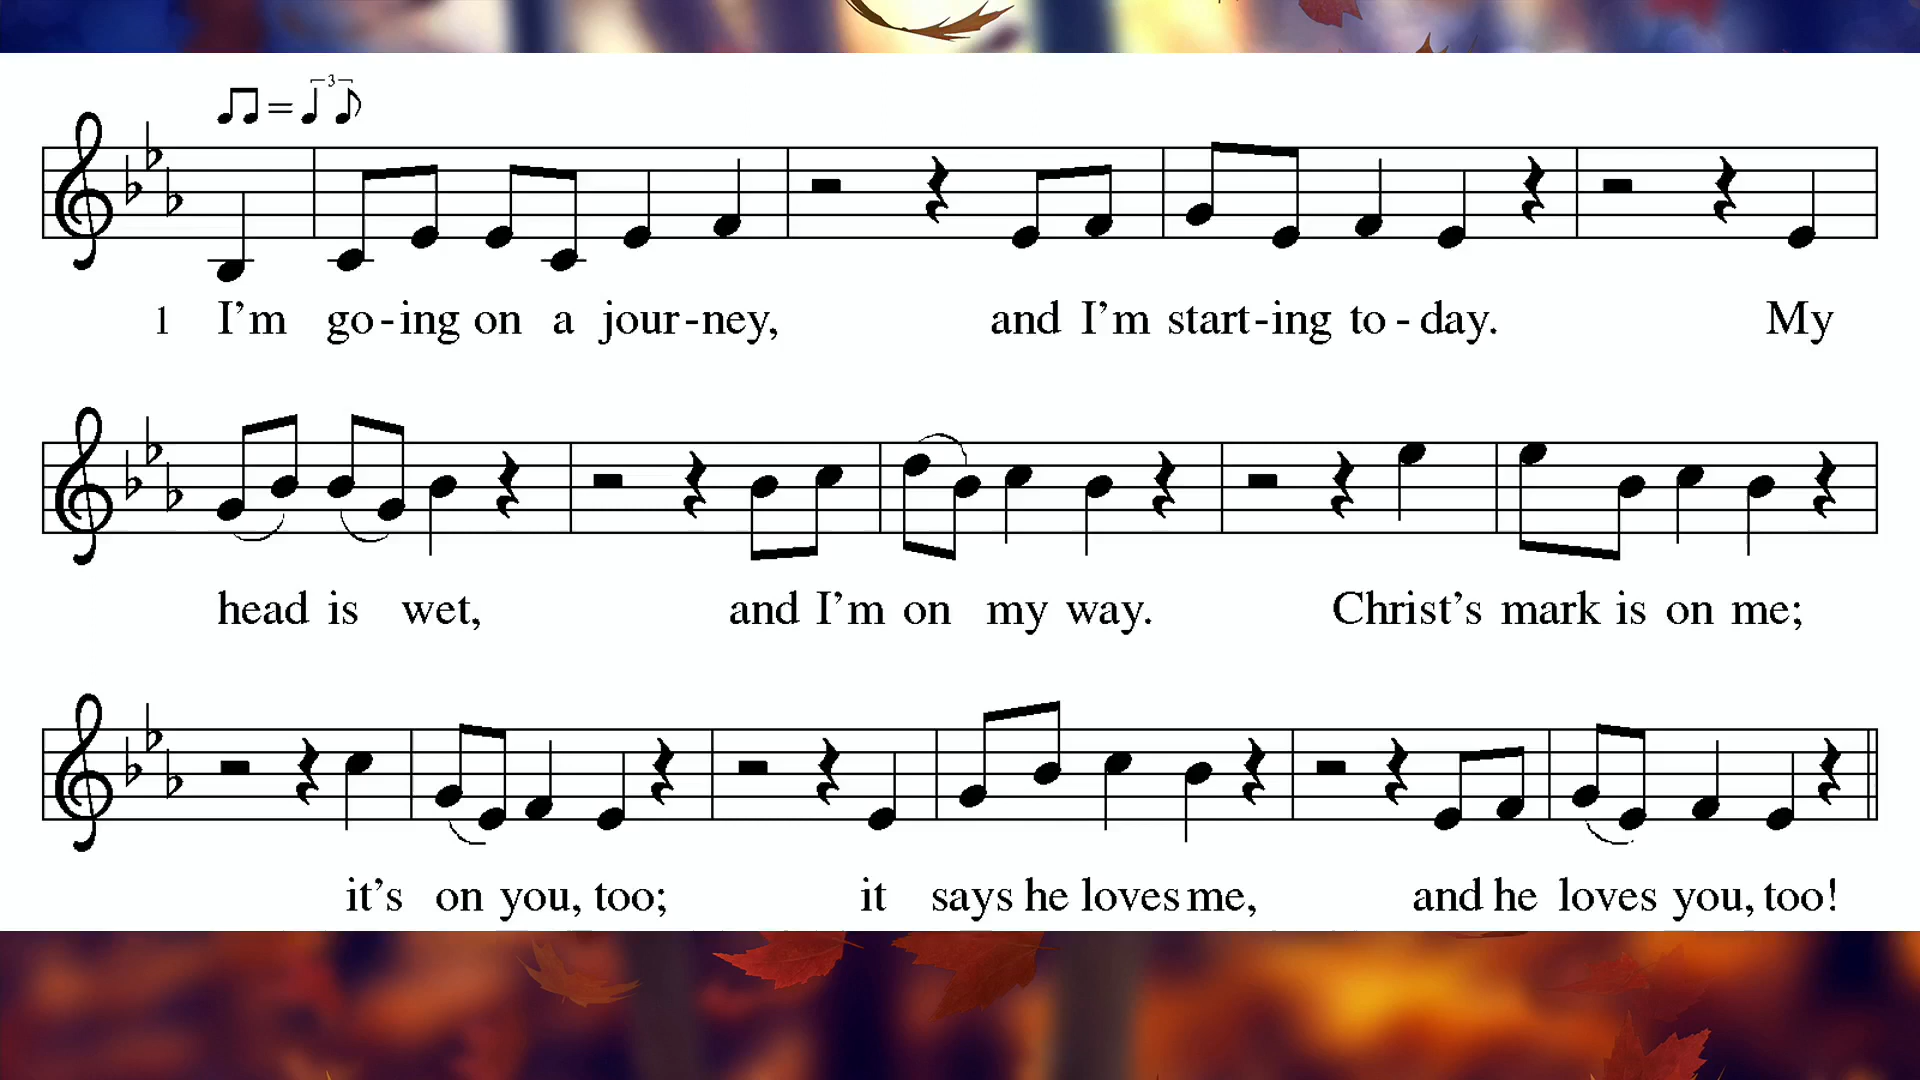 3
1 I’m go-ing on a jour-ney, and I’m start-ing to-day. My
head is wet, and I’m on my way. Christ’s mark is on me;
it’s on you, too; it says he loves me, and he loves you, too!